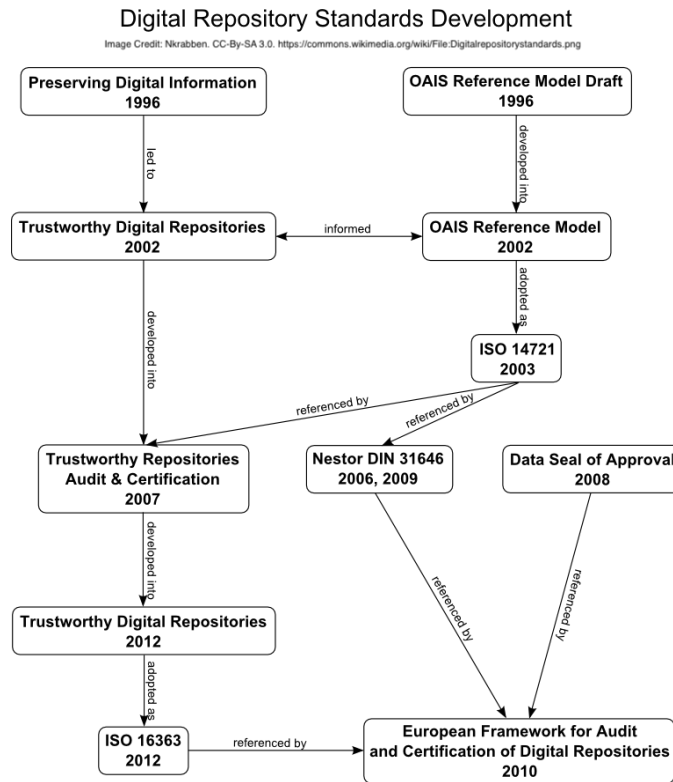 Digital Repository Standards Development
Image Credit: Nkrabben. CC-By-SA 3.0. https://commons.wikimedia.org/wiki/File:Digitalrepositorystandards.png
Preserving Digital Information
1996
OAIS Reference Model Draft
1996
led to
developed into
Trustworthy Digital Repositories
2002
informed
OAIS Reference Model
2002
developed into
adopted as
ISO 14721
2003
referenced by
referenced by
Trustworthy Repositories
Audit & Certification
2007
Nestor DIN 31646
2006, 2009
Data Seal of Approval
2008
developed into
referenced by
referenced by
Trustworthy Digital Repositories
2012
adopted as
ISO 16363
2012
referenced by
European Framework for Audit
and Certification of Digital Repositories
2010